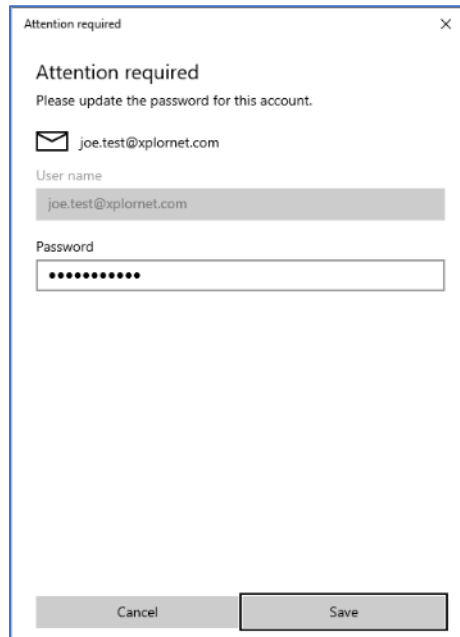 Attention required
Attention required
Please update the password for this account.
joe.test@xplornet.com
User name
joe.test@xplornet.com
Password
•••••••••••
Cancel
Save